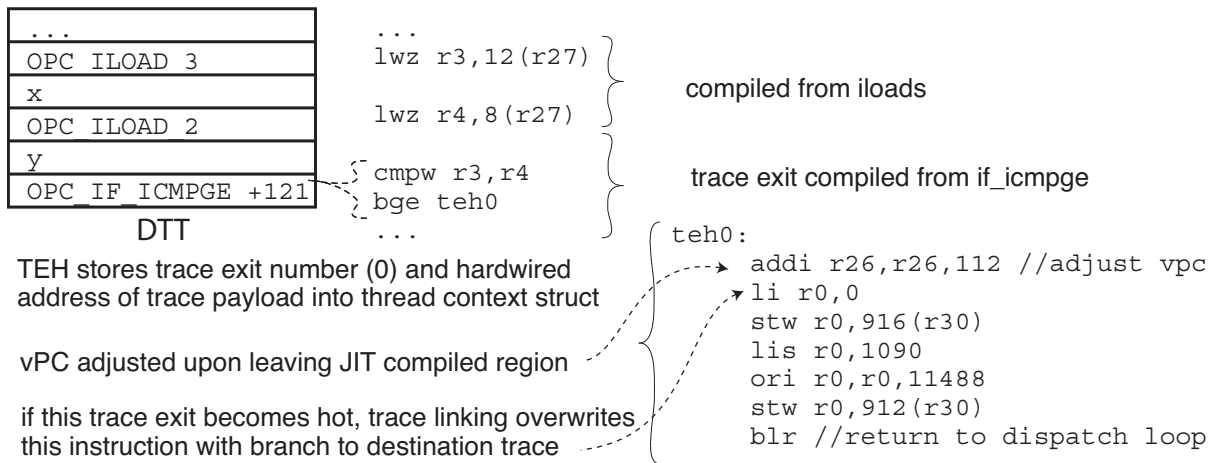 ...
OPC_ILOAD_3
x
OPC_ILOAD_2
y
OPC_IF_ICMPGE +121
DTT
...
lwz r3,12(r27)
lwz r4,8(r27)
cmpw r3,r4
bge teh0
...
compiled from iloads
trace exit compiled from if_icmpge
TEH stores trace exit number (0) and hardwired
address of trace payload into thread context struct
vPC adjusted upon leaving JIT compiled region
if this trace exit becomes hot, trace linking overwrites
this instruction with branch to destination trace
teh0:
addi r26,r26,112 //adjust vpc
li r0,0
stw r0,916(r30)
lis r0,1090
ori r0,r0,11488
stw r0,912(r30)
blr //return to dispatch loop